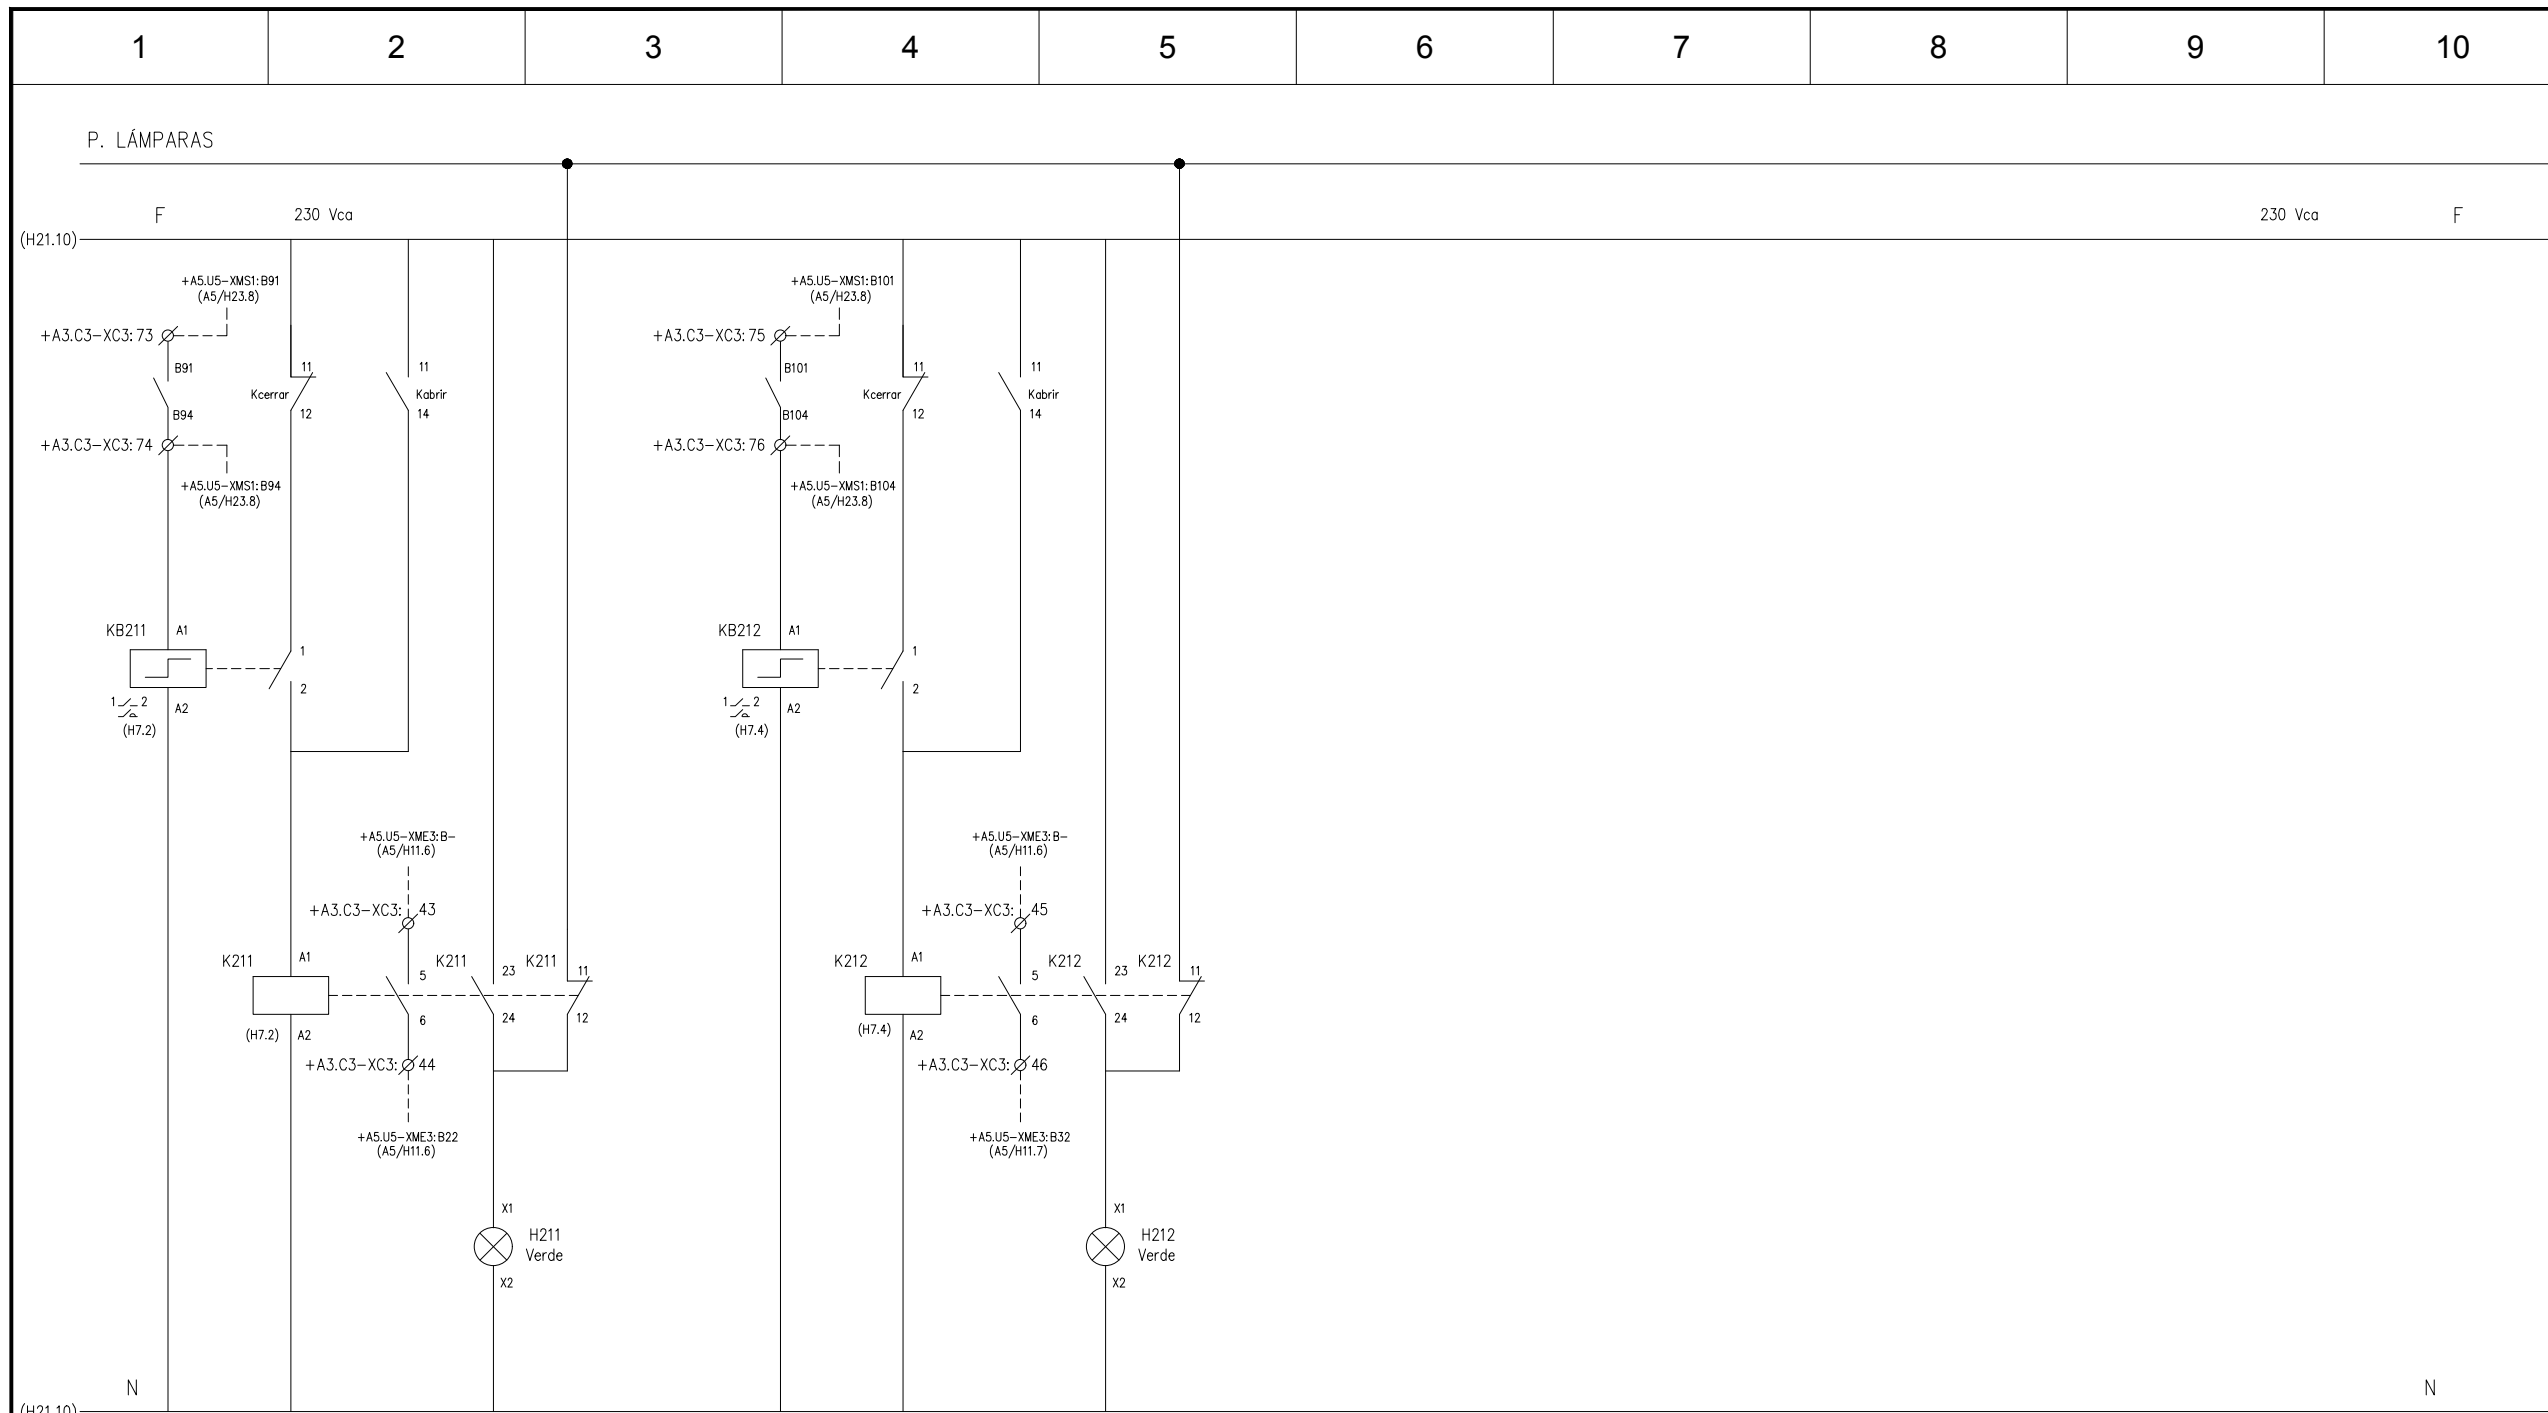 1 2 3 4 5 6 7 8 9 10
P. LÁMPARAS
F 230 Vca 230 Vca F
(H21.10)
+A5.U5-XMS1:B91
(A5/H23.8)
+A3.C3-XC3: 73
B91
B94
+A3.C3-XC3: 74
+A5.U5-XMS1:B94
(A5/H23.8)
11
Kcerrar
12
11
Kabrir
14
KB211 A1
1
2
1 2 A2
(H7.2)
+A5.U5-XME3:B-
(A5/H11.6)
+A3.C3-XC3: 43
K211 A1
(H7.2) A2
5
6
K211 23
24
K211 11
12
+A3.C3-XC3: 44
+A5.U5-XME3:B22
(A5/H11.6)
X1
H211
Verde
X2
+A5.U5-XMS1:B101
(A5/H23.8)
+A3.C3-XC3: 75
B101
B104
+A3.C3-XC3: 76
+A5.U5-XMS1:B104
(A5/H23.8)
11
Kcerrar
12
11
Kabrir
14
KB212 A1
1
2
1 2 A2
(H7.4)
+A5.U5-XME3:B-
(A5/H11.6)
+A3.C3-XC3: 45
K212 A1
(H7.4) A2
5
6
K212 23
24
K212 11
12
+A3.C3-XC3: 46
+A5.U5-XME3:B32
(A5/H11.7)
X1
H212
Verde
X2
N N
(H21.10)